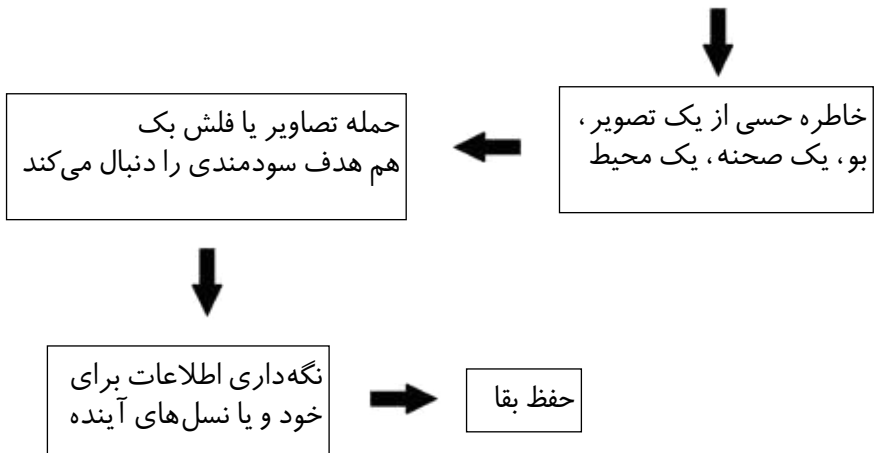 خاطره حسی از یک تصویر ،
بو، یک صحنه، یک محیط
حمله تصاویر یا فلش بک
هم هدف سودمندی را دنبال می‌کند
نگه‌داری اطلاعات برای
خود و یا نسل‌های آینده
حفظ بقا